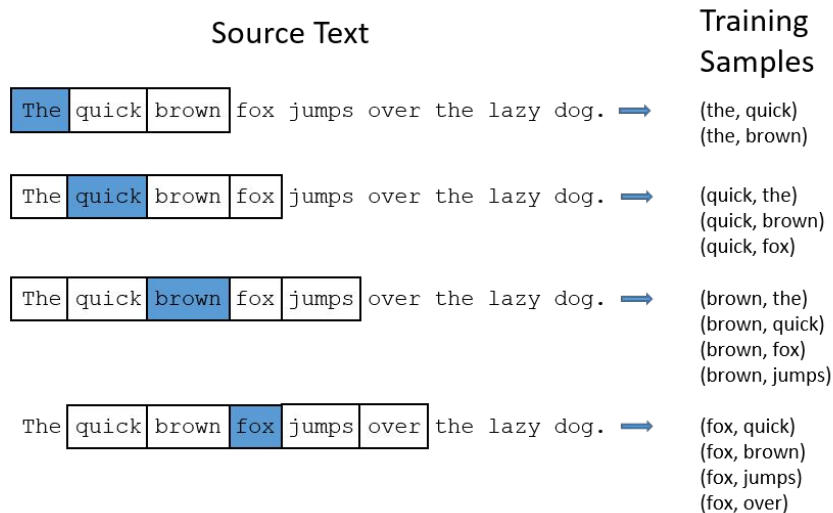 Source Text
Training
Samples
The quick brown fox jumps over the lazy dog.
(the, quick)
(the, brown)
The quick brown fox jumps over the lazy dog.
(quick, the)
(quick, brown)
(quick, fox)
The quick brown fox jumps over the lazy dog.
(brown, the)
(brown, quick)
(brown, fox)
(brown, jumps)
The quick brown fox jumps over the lazy dog.
(fox, quick)
(fox, brown)
(fox, jumps)
(fox, over)